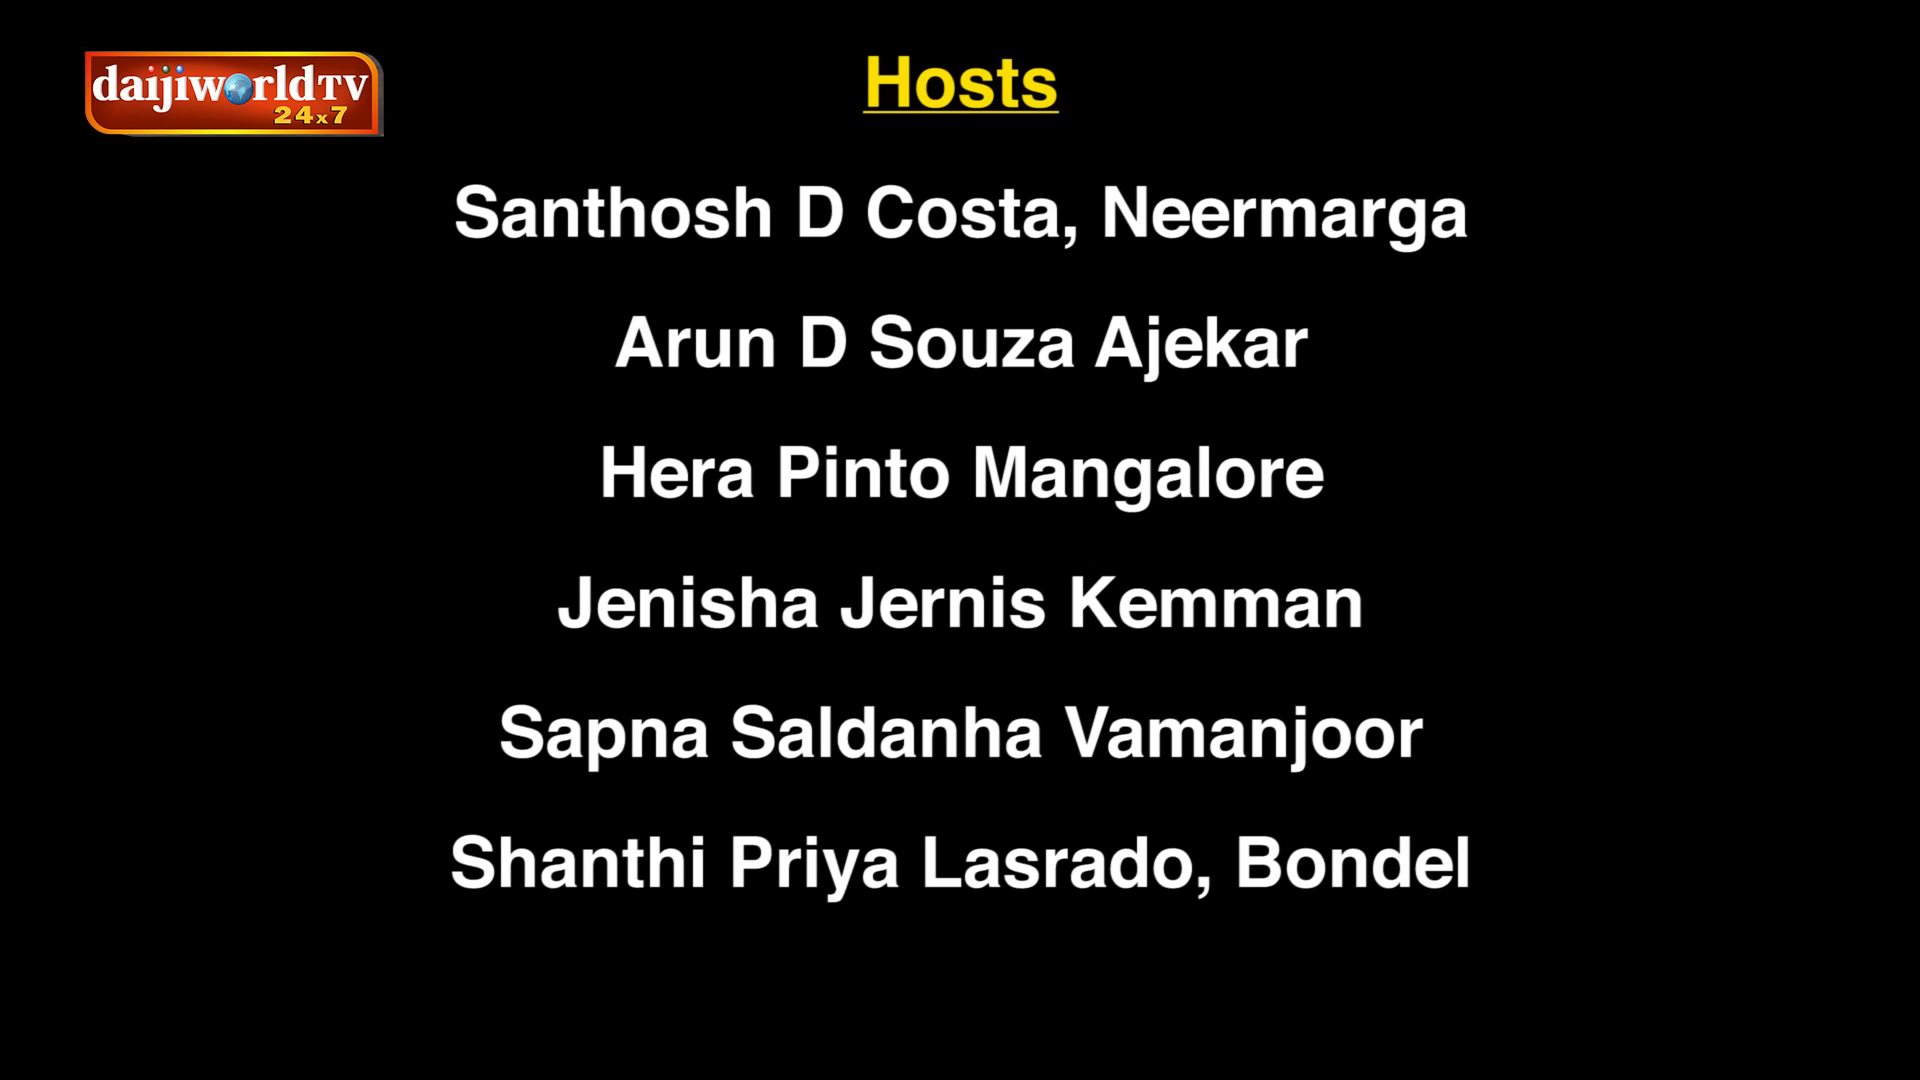 daijiworldTV
24x7
Hosts
Santhosh D Costa, Neermarga
Arun D Souza Ajekar
Hera Pinto Mangalore
Jenisha Jernis Kemman
Sapna Saldanha Vamanjoor
Shanthi Priya Lasrado, Bondel